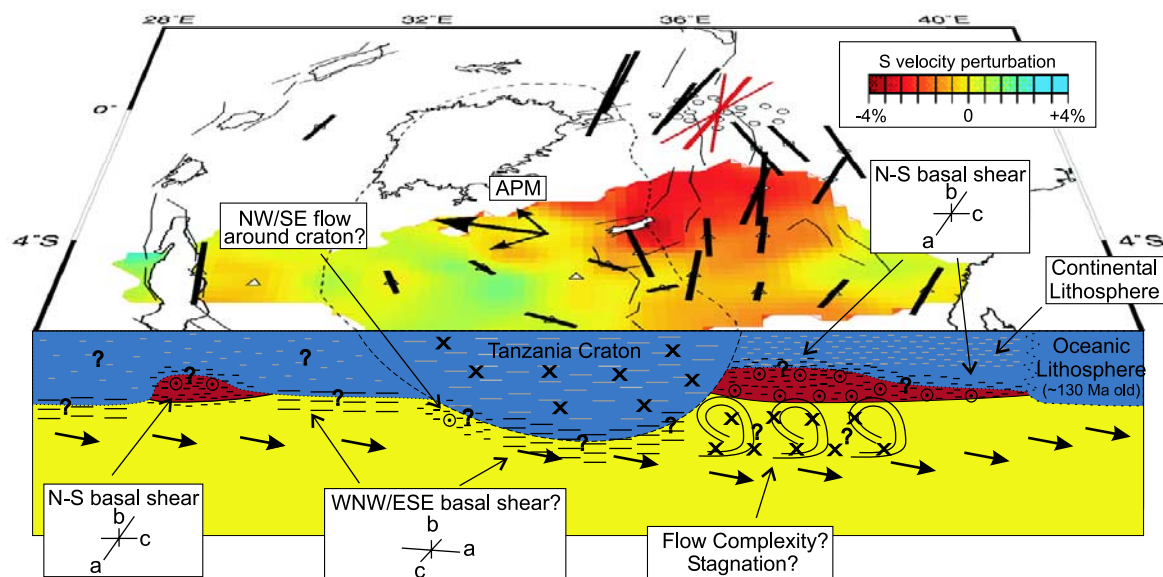 28°E
32°E
36°E
40°E
S velocity perturbation
-4%
0
+4%
0°
N-S basal shear
b
c
a
APM
NW/SE flow
around craton?
4°S
4°S
Continental
Lithosphere
Tanzania Craton
Oceanic
Lithosphere
(~130 Ma old)
x
x
x x x x
x
x
x
? ? ? ? ? ? ? ? ? ?
x x x
? ?
x x x x
N-S basal shear
b
c
a
WNW/ESE basal shear?
b
a
c
Flow Complexity?
Stagnation?